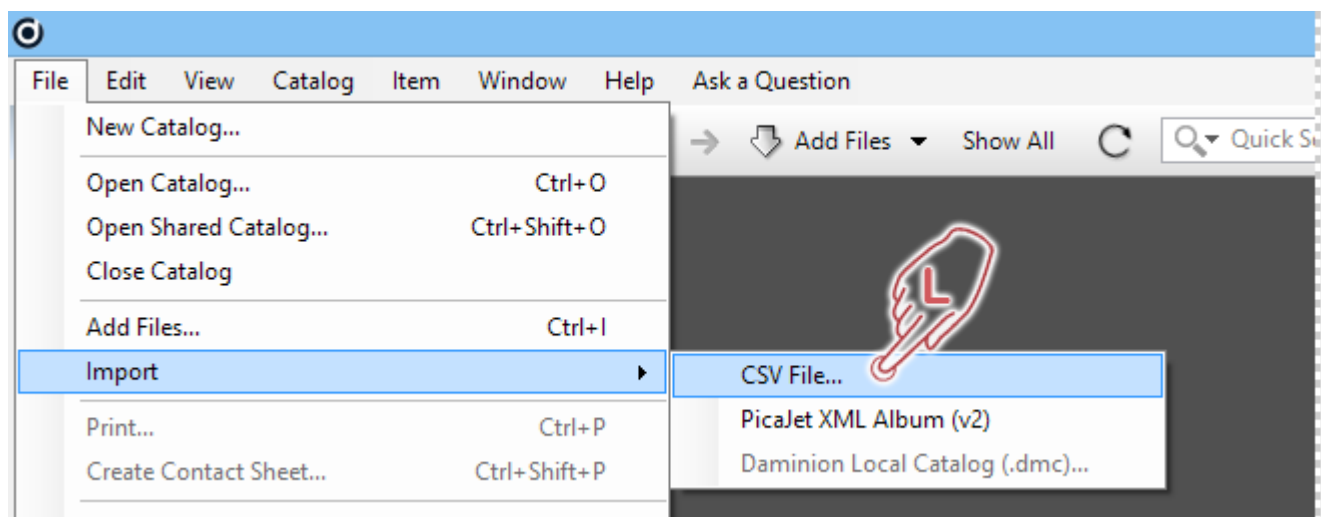 File Edit View Catalog Item Window Help Ask a Question
New Catalog...
Add Files Show All Quick Se
Open Catalog... Ctrl+O
Open Shared Catalog... Ctrl+Shift+O
Close Catalog
Add Files... Ctrl+I
Import
CSV File...
L
Print... Ctrl+P
PicaJet XML Album (v2)
Create Contact Sheet... Ctrl+Shift+P
Daminion Local Catalog (.dmc)...